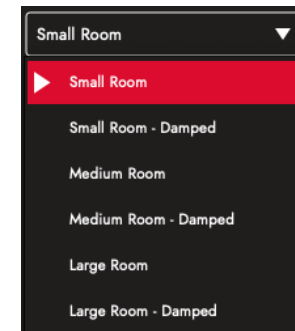 Small Room
Small Room
Small Room - Damped
Medium Room
Medium Room - Damped
Large Room
Large Room - Damped